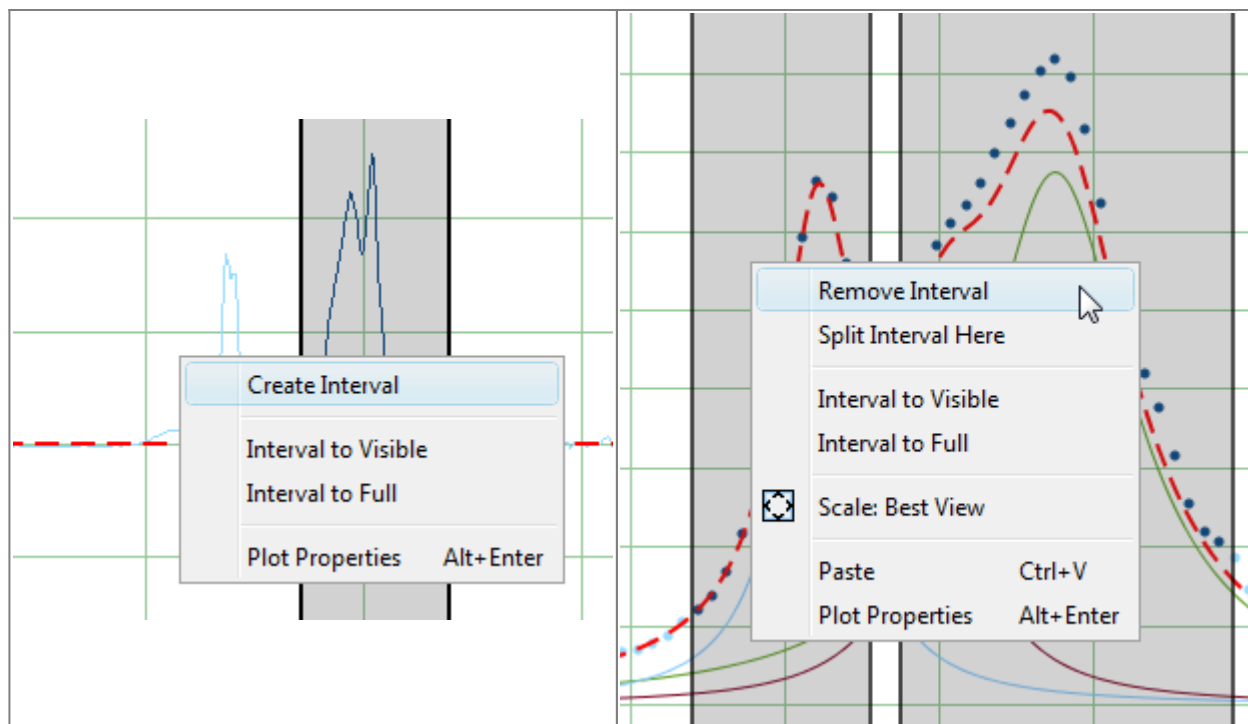 Create Interval
Interval to Visible
Interval to Full
Plot Properties Alt+Enter
Remove Interval
Split Interval Here
Interval to Visible
Interval to Full
Scale: Best View
Paste Ctrl+V
Plot Properties Alt+Enter